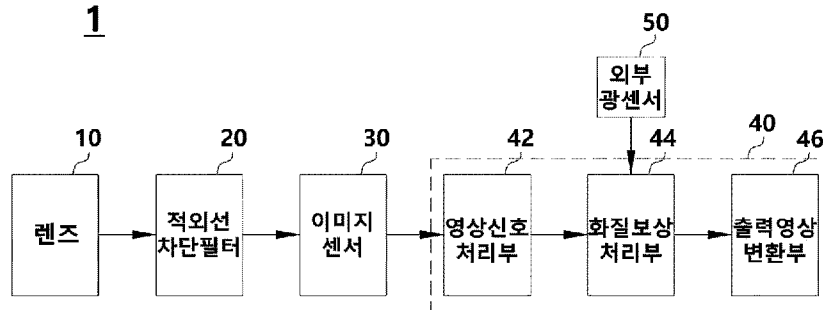 1
50
외부
광센서
10
20
30
42
44
40
46
렌즈
적외선
차단필터
이미지
센서
영상신호
처리부
화질보상
처리부
출력영상
변환부